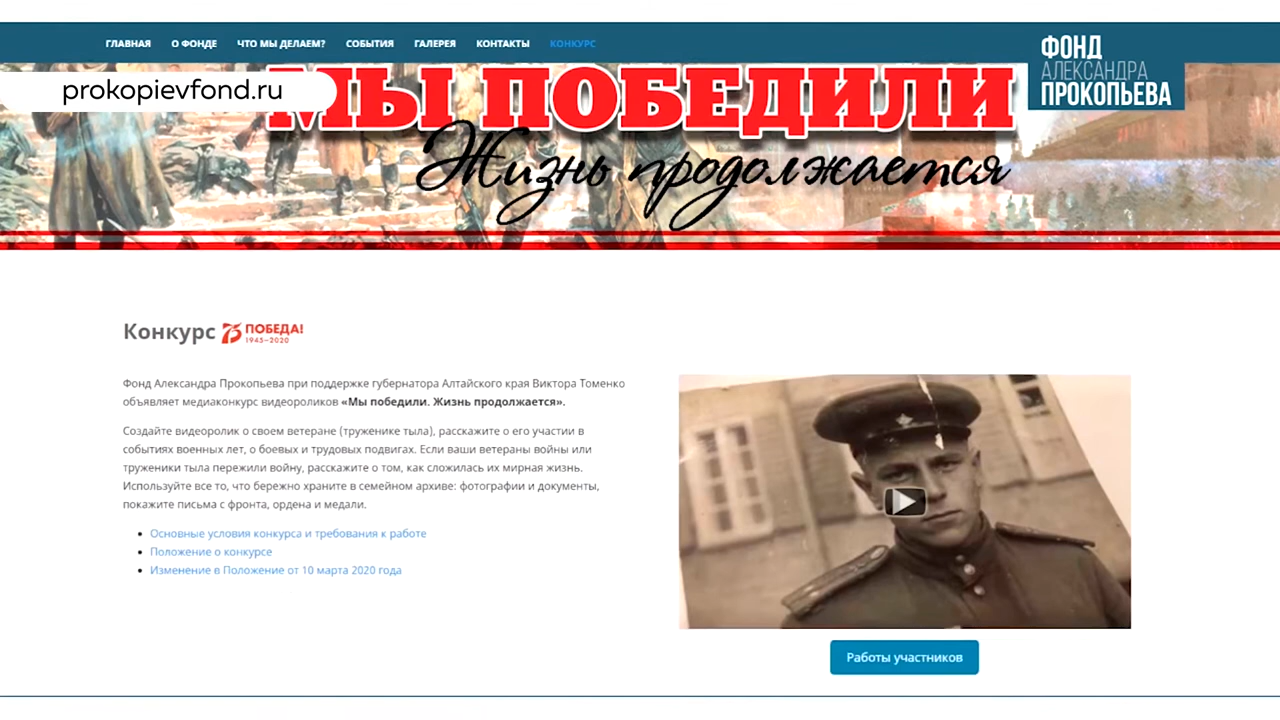 ГЛАВНАЯ О ФОНДЕ ЧТО МЫ ДЕЛАЕМ? СОБЫТИЯ ГАЛЕРЕЯ КОНТАКТЫ КОНКУРС
ФОНД
АЛЕКСАНДРА
ПРОКОПЬЕВА
prokopievfond.ru
МЫ ПОБЕДИЛИ
Жизнь продолжается
Конкурс 75 ПОБЕДА!
1945–2020
Фонд Александра Прокопьева при поддержке губернатора Алтайского края Виктора Томенко
объявляет медиаконкурс видеороликов «Мы победили. Жизнь продолжается».
Создайте видеоролик о своем ветеране (труженике тыла), расскажите о его участии в
событиях военных лет, о боевых и трудовых подвигах. Если ваши ветераны войны или
труженики тыла пережили войну, расскажите о том, как сложилась их мирная жизнь.
Используйте все то, что бережно храните в семейном архиве: фотографии и документы,
покажите письма с фронта, ордена и медали.
Основные условия конкурса и требования к работе
Положение о конкурсе
Изменение в Положение от 10 марта 2020 года
Работы участников